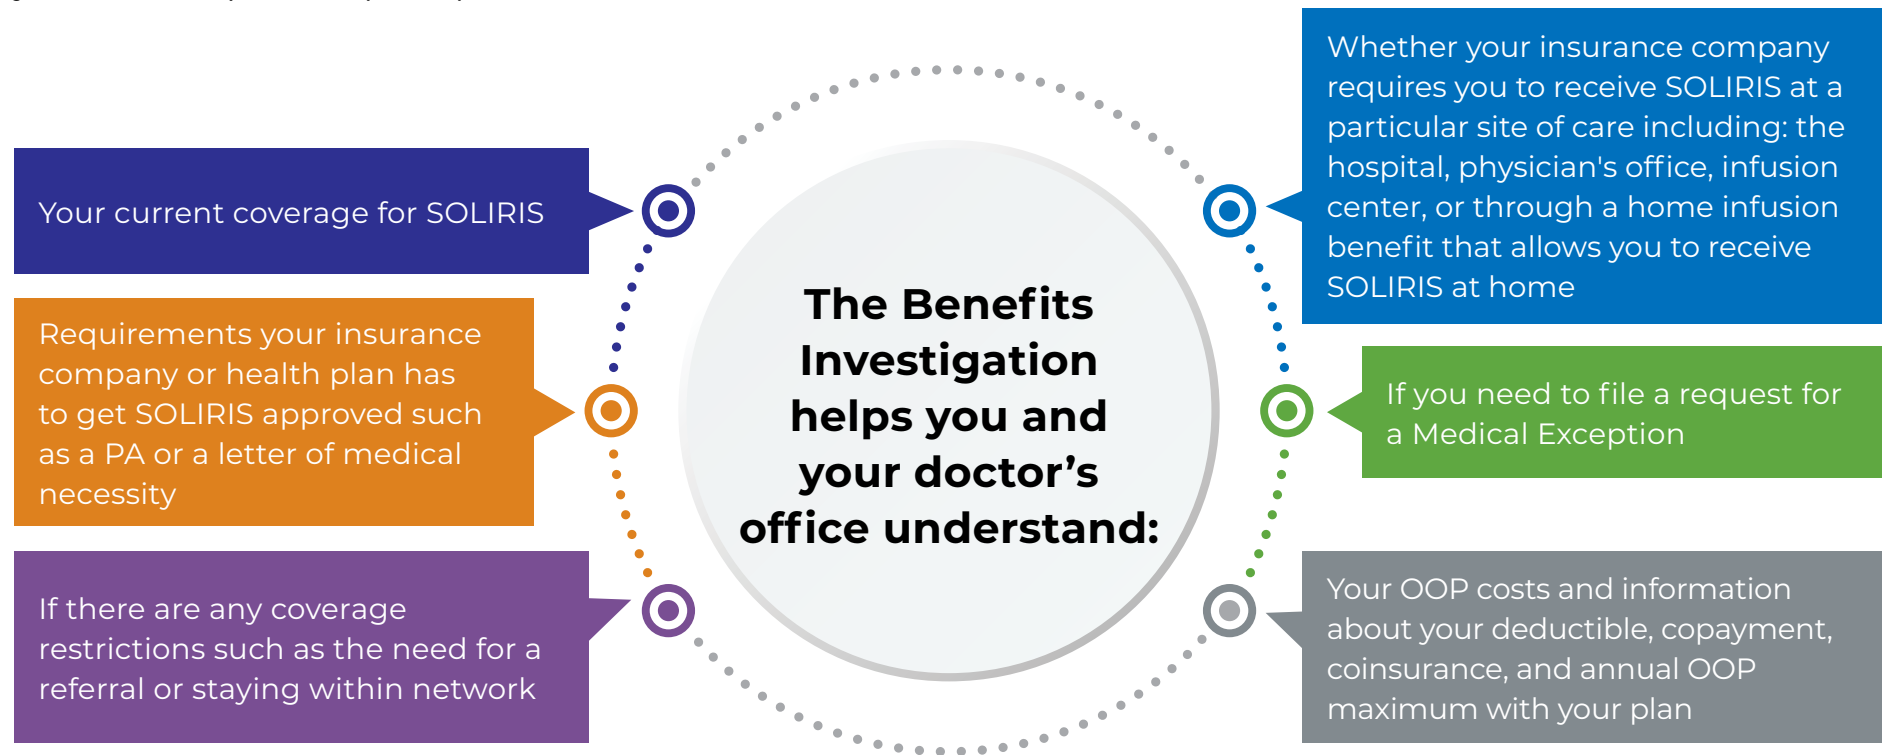 Your current coverage for SOLIRIS
Requirements your insurance
company or health plan has
to get SOLIRIS approved such
as a PA or a letter of medical
necessity
If there are any coverage
restrictions such as the need for a
referral or staying within network
The Benefits
Investigation
helps you and
your doctor’s
office understand:
Whether your insurance company
requires you to receive SOLIRIS at a
particular site of care including: the
hospital, physician's office, infusion
center, or through a home infusion
benefit that allows you to receive
SOLIRIS at home
If you need to file a request for
a Medical Exception
Your OOP costs and information
about your deductible, copayment,
coinsurance, and annual OOP
maximum with your plan